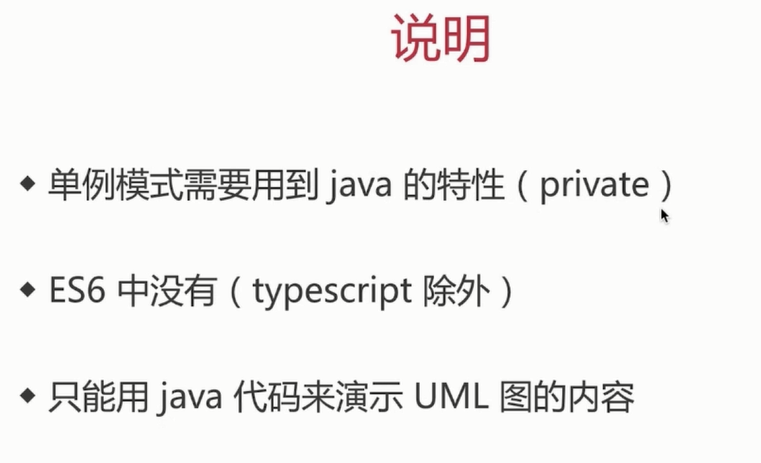 说明
◆ 单例模式需要用到 java 的特性（private）
◆ ES6 中没有（typescript 除外）
◆ 只能用 java 代码来演示 UML 图的内容